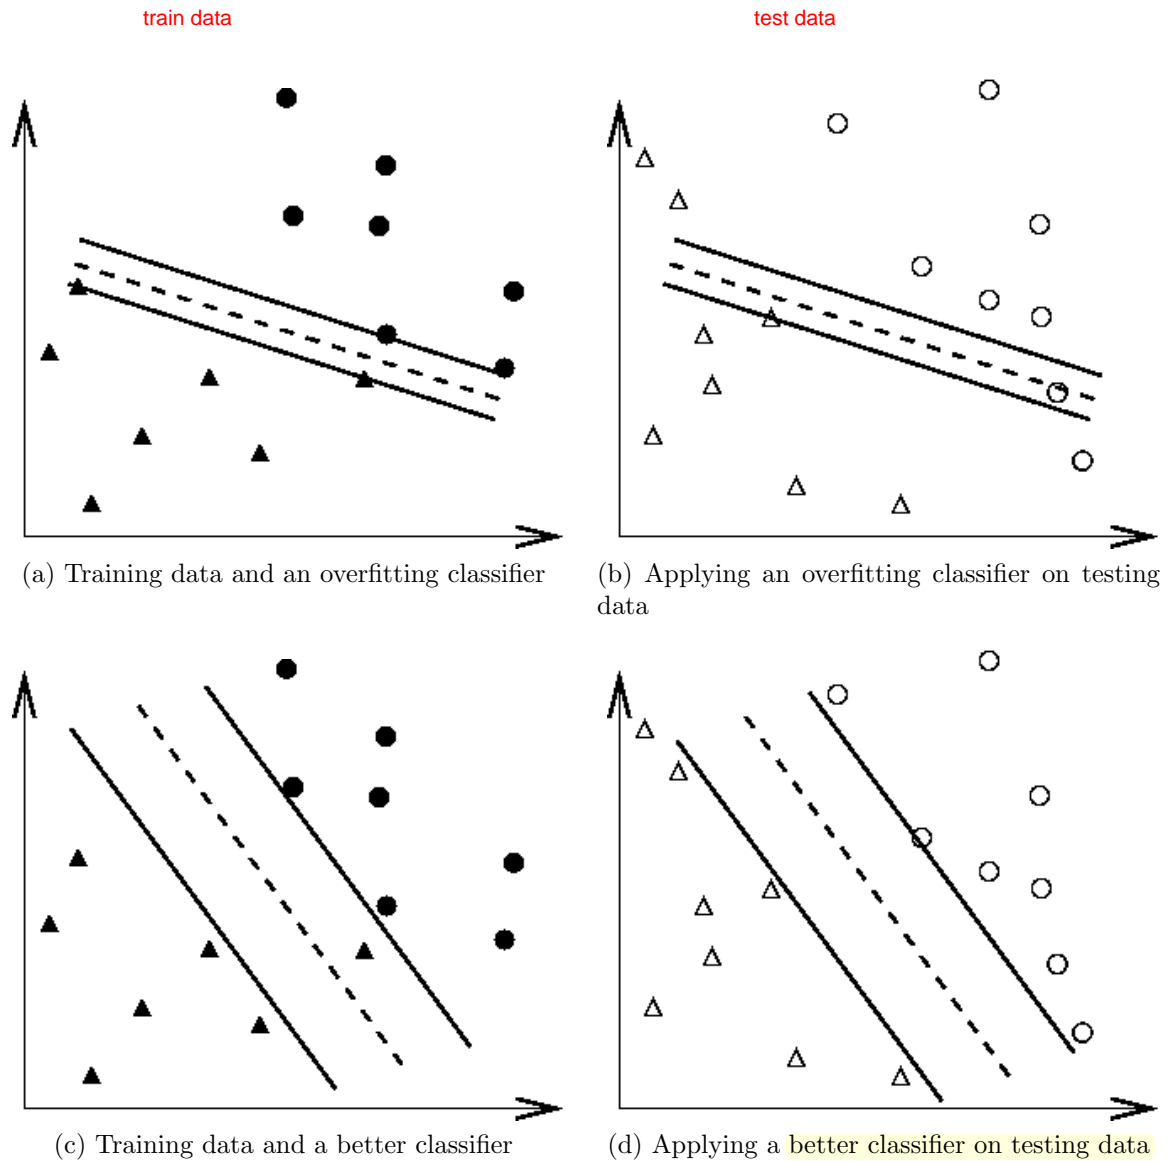 train data
test data
(a) Training data and an overfitting classifier
(b) Applying an overfitting classifier on testing
data
(c) Training data and a better classifier
(d) Applying a better classifier on testing data